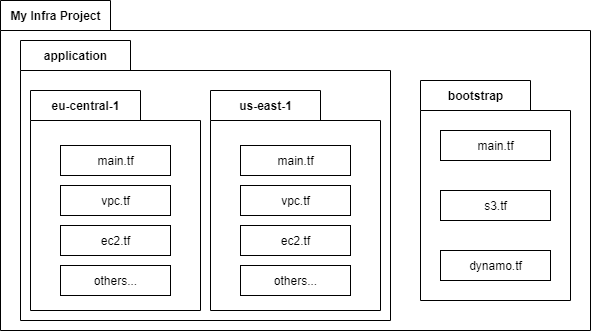 My Infra Project
application
eu-central-1
main.tf
vpc.tf
ec2.tf
others...
us-east-1
main.tf
vpc.tf
ec2.tf
others...
bootstrap
main.tf
s3.tf
dynamo.tf